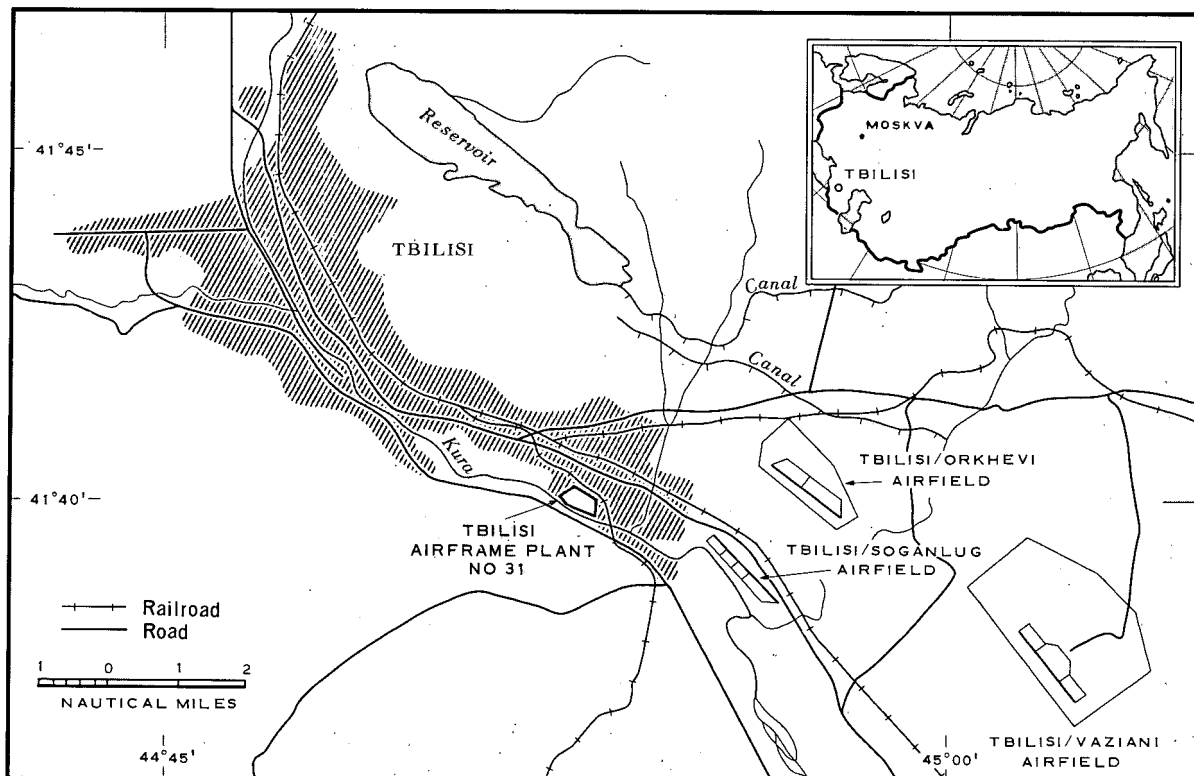 MOSKVA
TBILISI
41°45'
Reservoir
TBILISI
Canal
Canal
Kura
TBILISI/ORKHEVI
AIRFIELD
41°40'
TBILISI
AIRFRAME PLANT
NO 31
TBILISI/SOGANLUG
AIRFIELD
Railroad
Road
1 0 1 2
NAUTICAL MILES
44°45'
45°00'
TBILISI/VAZIANI
AIRFIELD